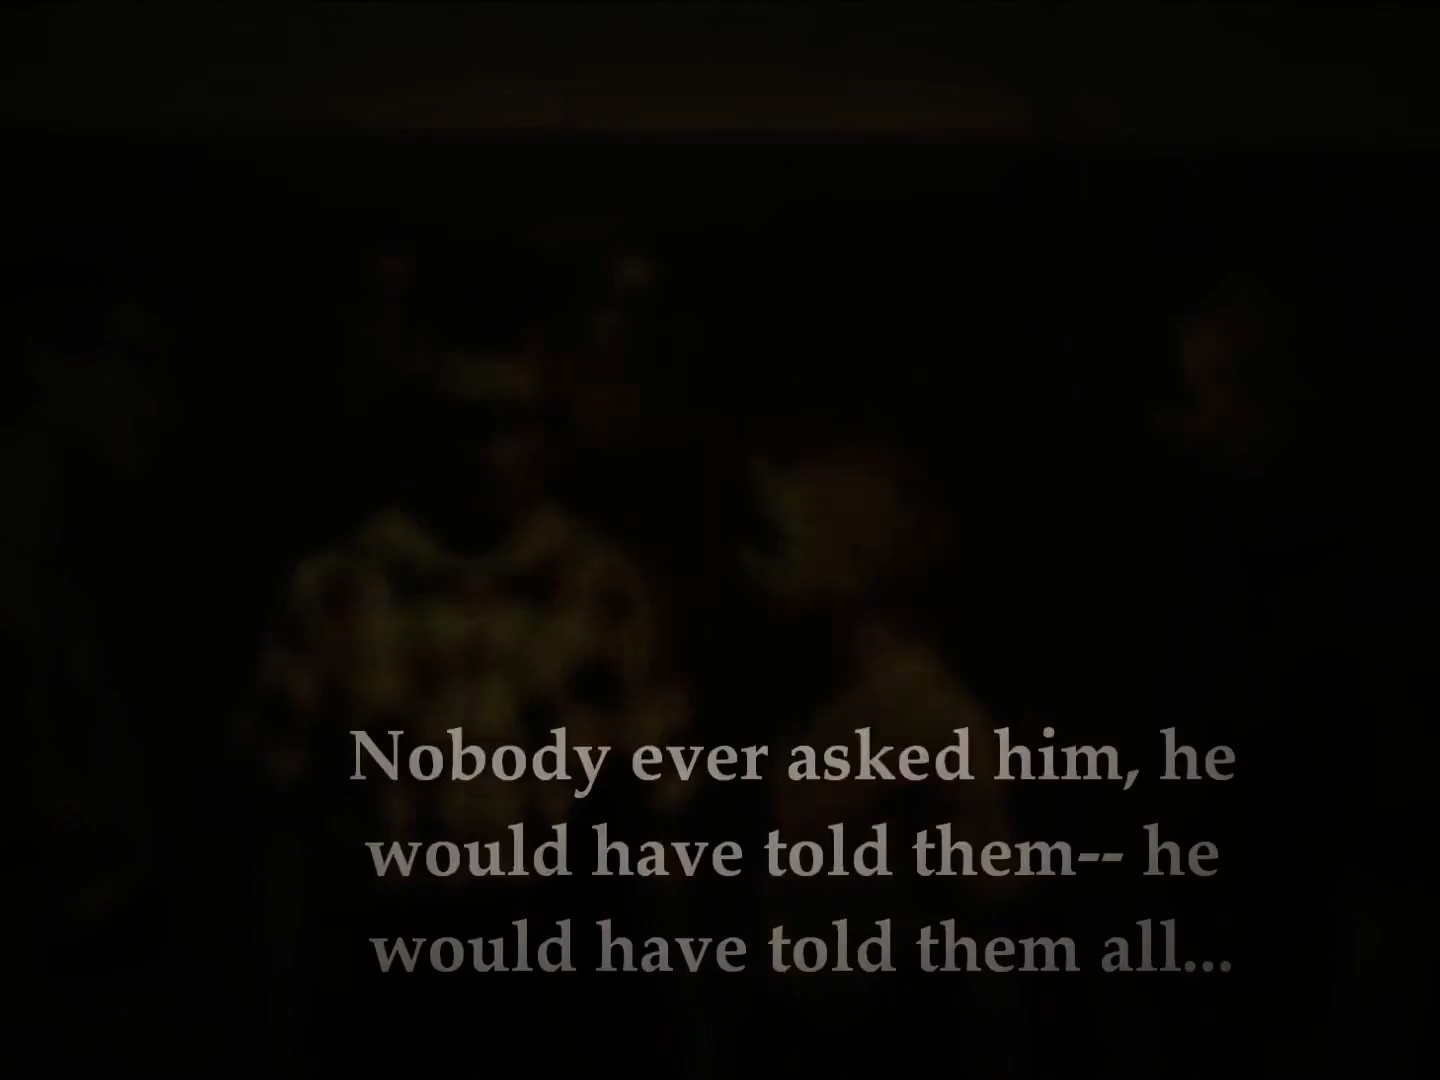 Nobody ever asked him, he
would have told them-- he
would have told them all...